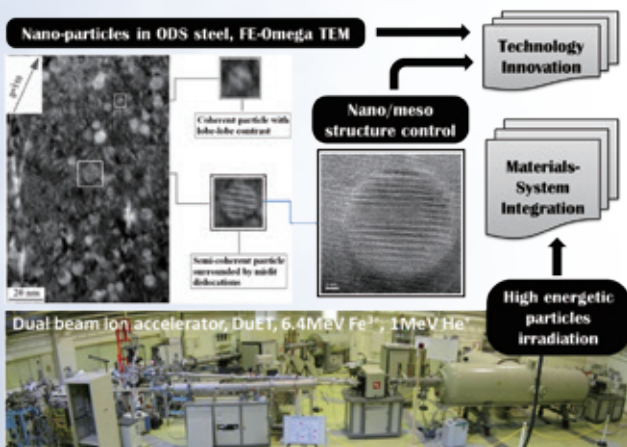 Nano-particles in ODS steel, FE-Omega TEM
Technology
Innovation
Coherent particle with
lobe-lobe contrast
Nano/meso
structure control
Materials-
System
Integration
Semi-coherent particle
surrounded by misfit
dislocations
20 nm
High energetic
particles
irradiation
Dual beam ion accelerator, DuET, 6.4MeV Fe³⁺, 1MeV He⁺